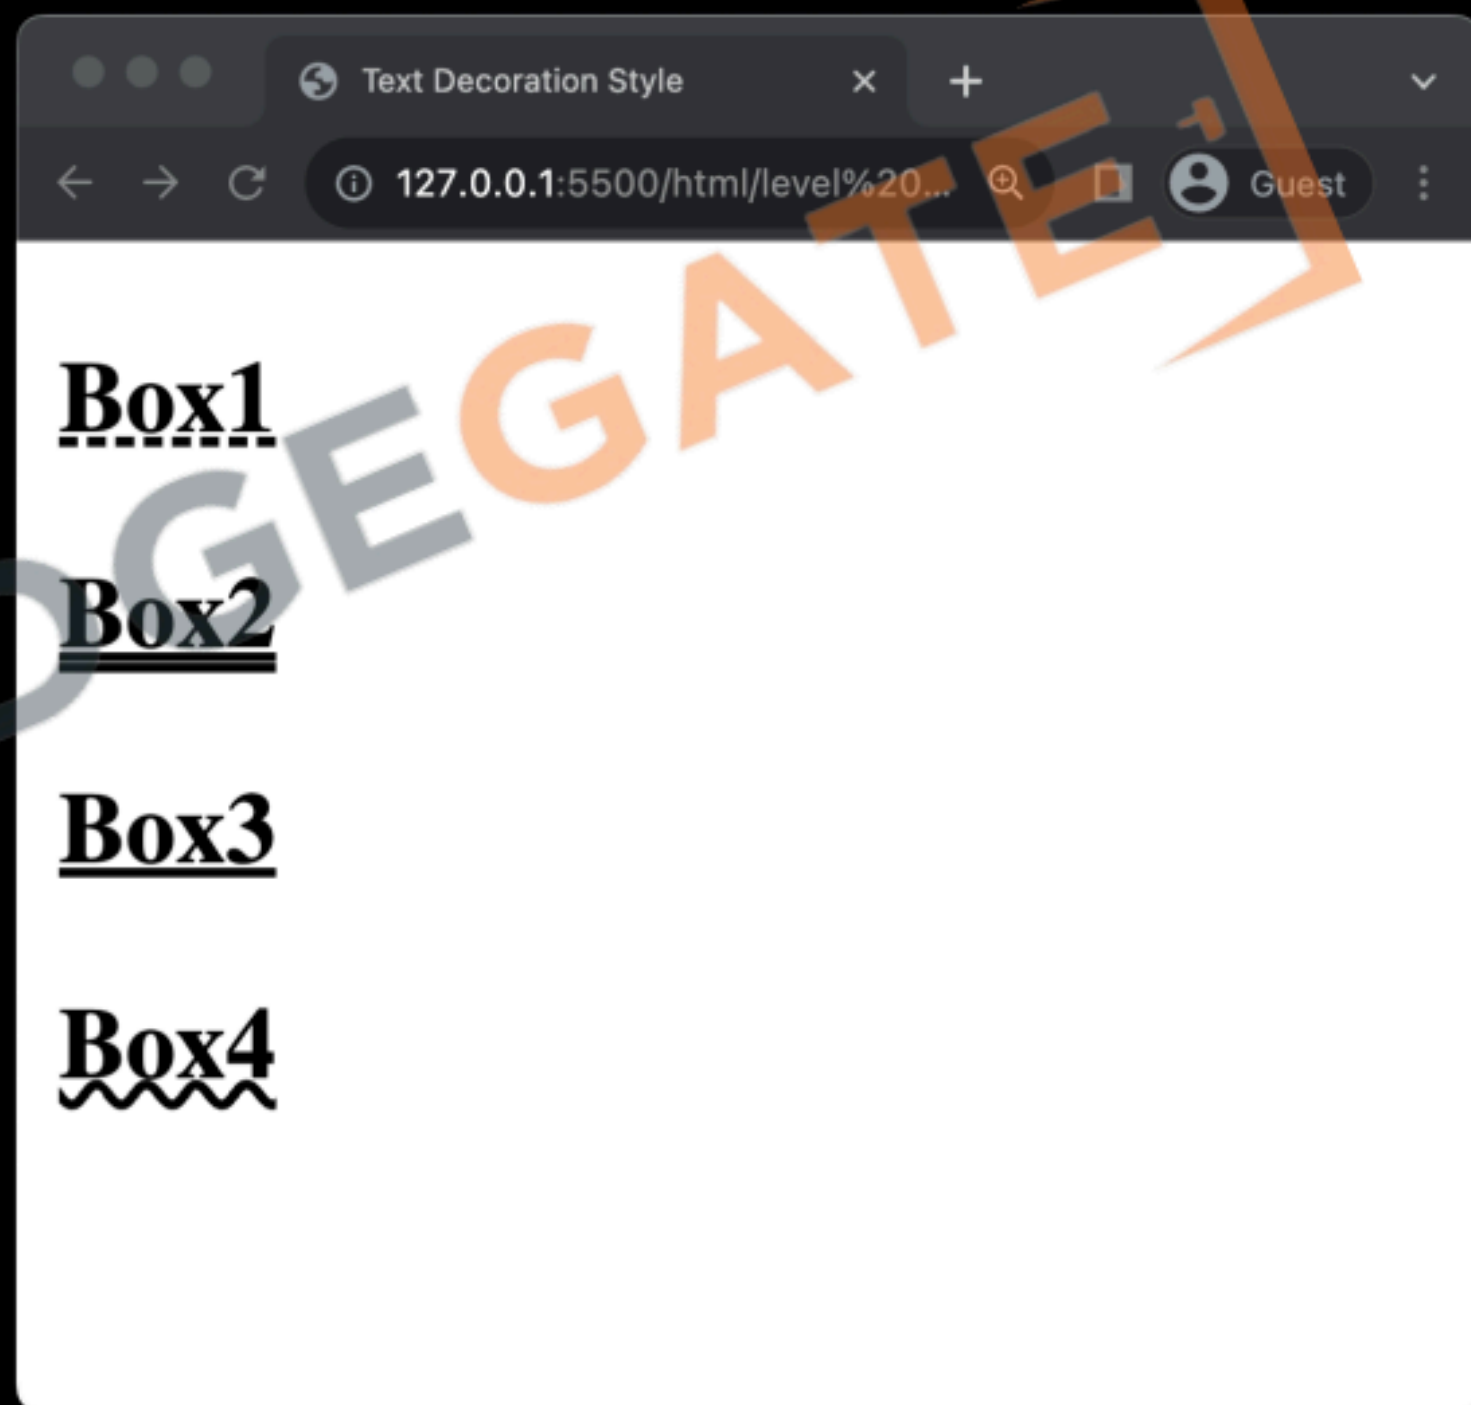 Text Decoration Style
127.0.0.1:5500/html/level%20...
Guest
Box1
Box2
Box3
Box4
GEGATE